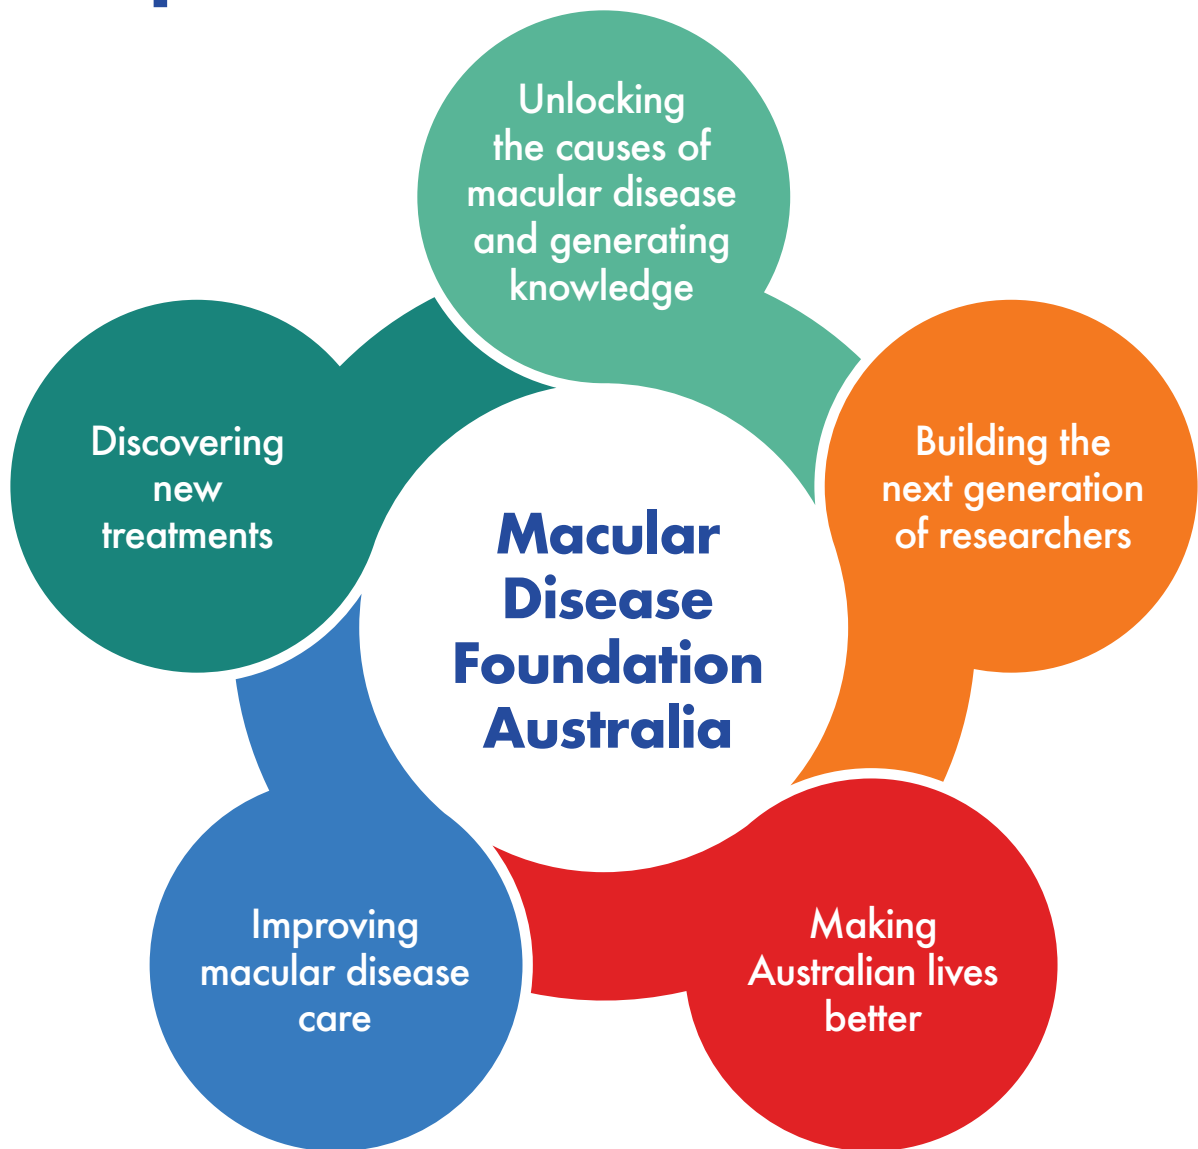 Unlocking
the causes of
macular disease
and generating
knowledge
Discovering
new
treatments
Building the
next generation
of researchers
Macular
Disease
Foundation
Australia
Improving
macular disease
care
Making
Australian lives
better